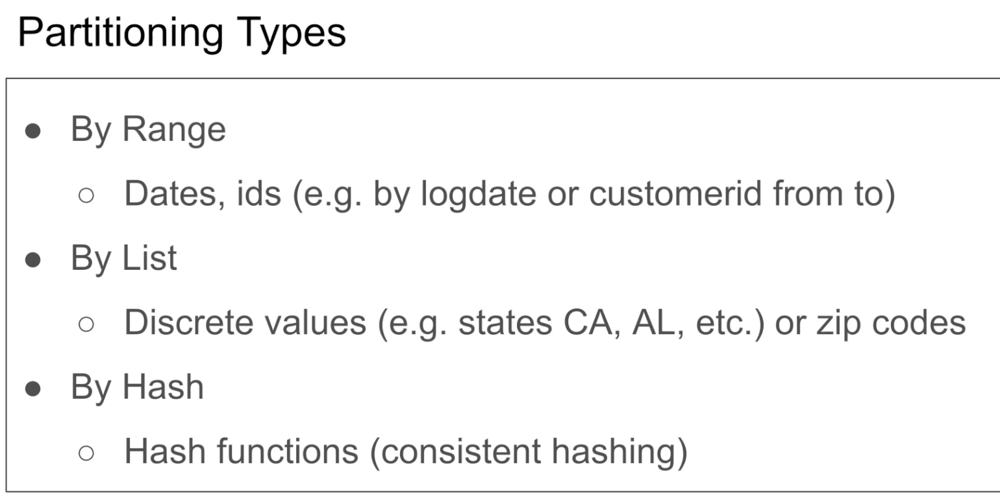 Partitioning Types
● By Range
○ Dates, ids (e.g. by logdate or customerid from to)
● By List
○ Discrete values (e.g. states CA, AL, etc.) or zip codes
● By Hash
○ Hash functions (consistent hashing)